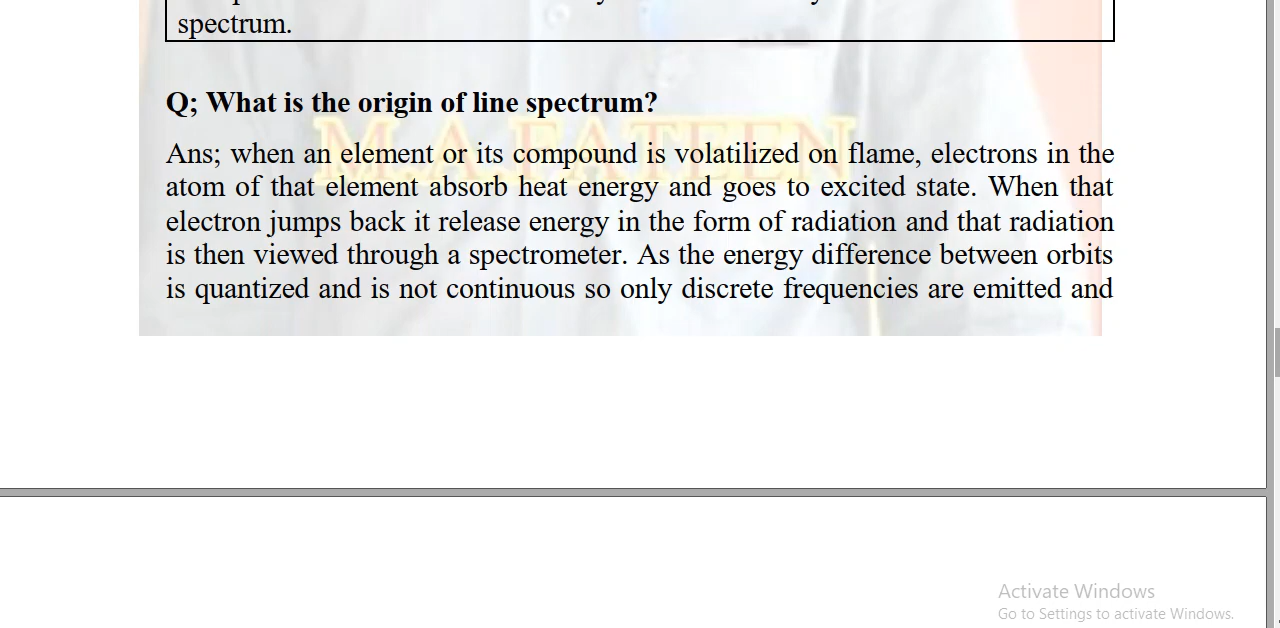 spectrum.
Q; What is the origin of line spectrum?
M.A.FATEEN
Ans; when an element or its compound is volatilized on flame, electrons in the
atom of that element absorb heat energy and goes to excited state. When that
electron jumps back it release energy in the form of radiation and that radiation
is then viewed through a spectrometer. As the energy difference between orbits
is quantized and is not continuous so only discrete frequencies are emitted and
Activate Windows
Go to Settings to activate Windows.